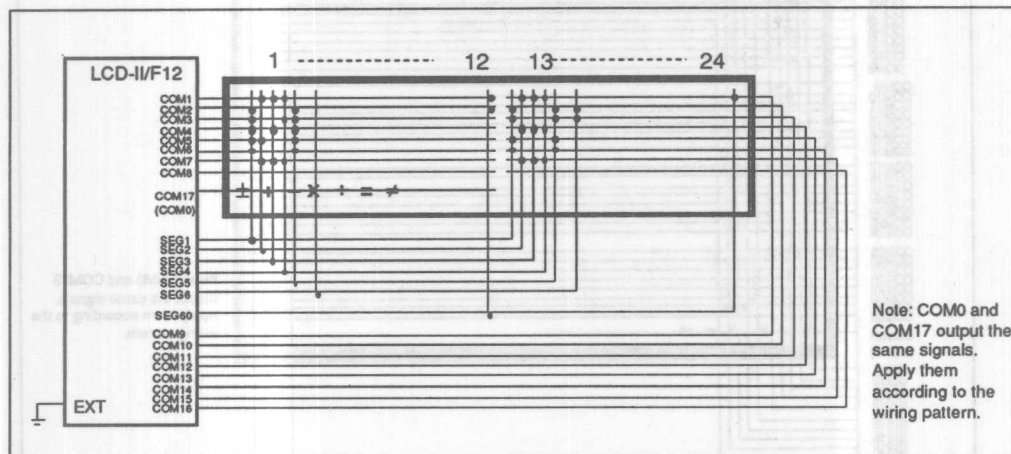 1 12 13 24
LCD-II/F12
COM1
COM2
COM3
COM4
COM5
COM6
COM7
COM8
COM17
(COM0)
± + − × ÷ = ≠
SEG1
SEG2
SEG3
SEG4
SEG5
SEG6
SEG60
COM9
COM10
COM11
COM12
COM13
COM14
COM15
COM16
EXT
Note: COM0 and
COM17 output the
same signals.
Apply them
according to the
wiring pattern.